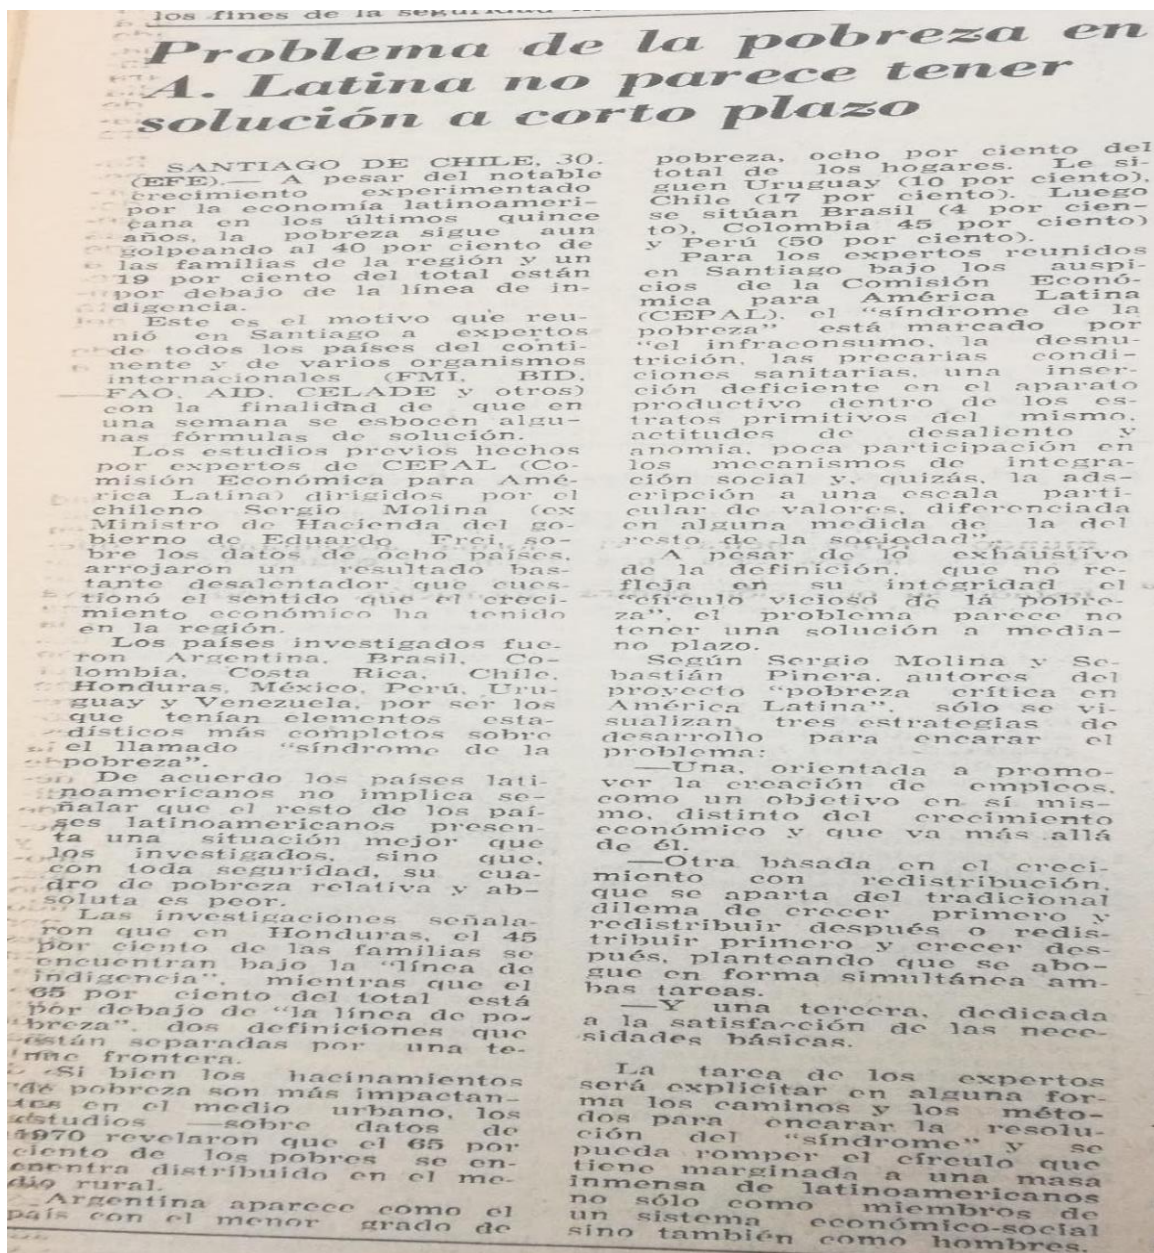 los fines de la seguridad
Problema de la pobreza en
A. Latina no parece tener
solución a corto plazo
SANTIAGO DE CHILE, 30.
(EFE).— A pesar del notable
crecimiento experimentado
por la economía latinoameri-
cana en los últimos quince
años, la pobreza sigue aun
golpeando al 40 por ciento de
las familias de la región y un
19 por ciento del total están
por debajo de la línea de in-
digencia.
Este es el motivo que reu-
nió en Santiago a expertos
de todos los países del conti-
nente y de varios organismos
internacionales (FMI, BID,
FAO, AID, CELADE y otros)
con la finalidad de que en
una semana se esbocen algu-
nas fórmulas de solución.
Los estudios previos hechos
por expertos de CEPAL (Co-
misión Económica para Amé-
rica Latina) dirigidos por el
chileno Sergio Molina (ex
Ministro de Hacienda del go-
bierno de Eduardo Frei, so-
bre los datos de ocho países,
arrojaron un resultado bas-
tante desalentador que cues-
tionó el sentido que el creci-
miento económico ha tenido
en la región.
Los países investigados fue-
ron Argentina, Brasil, Co-
lombia, Costa Rica, Chile,
Honduras, México, Perú, Uru-
guay y Venezuela, por ser los
que tenían elementos esta-
dísticos más completos sobre
el llamado "síndrome de la
pobreza".
De acuerdo los países lati-
noamericanos no implica se-
ñalar que el resto de los paí-
ses latinoamericanos presen-
ta una situación mejor que
los investigados, sino que,
con toda seguridad, su cua-
dro de pobreza relativa y ab-
soluta es peor.
Las investigaciones señala-
ron que en Honduras, el 45
por ciento de las familias se
encuentran bajo la "línea de
indigencia", mientras que el
65 por ciento del total está
por debajo de "la línea de po-
breza", dos definiciones que
están separadas por una te-
nue frontera.
Si bien los hacinamientos
de pobreza son más impactan-
tes en el medio urbano, los
estudios —sobre datos de
1970 revelaron que el 65 por
ciento de los pobres se en-
cuentra distribuido en el me-
dio rural.
Argentina aparece como el
país con el menor grado de
pobreza, ocho por ciento del
total de los hogares. Le si-
guen Uruguay (10 por ciento),
Chile (17 por ciento). Luego
se sitúan Brasil (4 por cien-
to), Colombia 45 por ciento)
y Perú (50 por ciento).
Para los expertos reunidos
en Santiago bajo los auspi-
cios de la Comisión Econó-
mica para América Latina
(CEPAL), el "síndrome de la
pobreza" está marcado por
"el infraconsumo, la desnu-
trición, las precarias condi-
ciones sanitarias, una inser-
ción deficiente en el aparato
productivo dentro de los es-
tratos primitivos del mismo,
actitudes de desaliento y
anomia, poca participación en
los mecanismos de integra-
ción social y, quizás, la ads-
cripción a una escala parti-
cular de valores, diferenciada
en alguna medida de la del
resto de la sociedad".
A pesar de lo exhaustivo
de la definición, que no re-
fleja en su integridad el
"círculo vicioso de la pobre-
za", el problema parece no
tener una solución a media-
no plazo.
Según Sergio Molina y Se-
bastián Pinera, autores del
proyecto "pobreza crítica en
América Latina", sólo se vi-
sualizan tres estrategias de
desarrollo para encarar el
problema:
—Una, orientada a promo-
ver la creación de empleos,
como un objetivo en sí mis-
mo, distinto del crecimiento
económico y que va más allá
de él.
—Otra basada en el creci-
miento con redistribución,
que se aparta del tradicional
dilema de crecer primero y
redistribuir después o redis-
tribuir primero y crecer des-
pués, planteando que se abo-
gue en forma simultánea am-
bas tareas.
—Y una tercera, dedicada
a la satisfacción de las nece-
sidades básicas.
La tarea de los expertos
será explicitar en alguna for-
ma los caminos y los méto-
dos para encarar la resolu-
ción del "síndrome" y se
pueda romper el círculo que
tiene marginada a una masa
inmensa de latinoamericanos
no sólo como miembros de
un sistema económico-social
sino también como hombres.